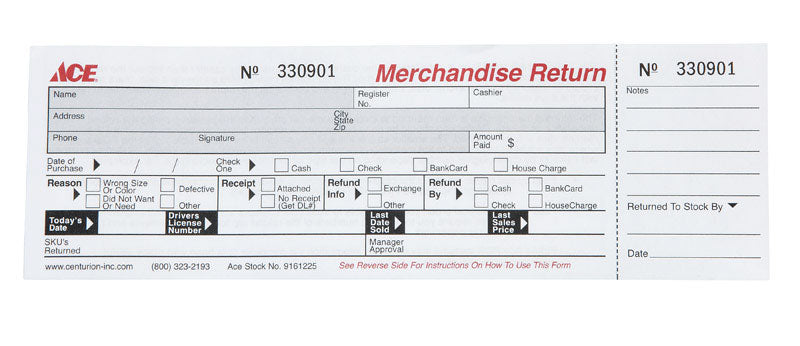 ACE Nº 330901 Merchandise Return
Name Register No. Cashier
Address City State Zip
Phone Signature Amount Paid $
Date of Purchase / / Check One Cash Check BankCard House Charge
Reason Wrong Size Or Color Defective Did Not Want Or Need Other Receipt Attached No Receipt (Get DL#) Refund Info Exchange Other Refund By Cash BankCard Check HouseCharge
Today's Date Drivers License Number Last Date Sold Last Sales Price
SKU's Returned Manager Approval
www.centurion-inc.com (800) 323-2193 Ace Stock No. 9161225 See Reverse Side For Instructions On How To Use This Form
Nº 330901
Notes
Returned To Stock By
Date